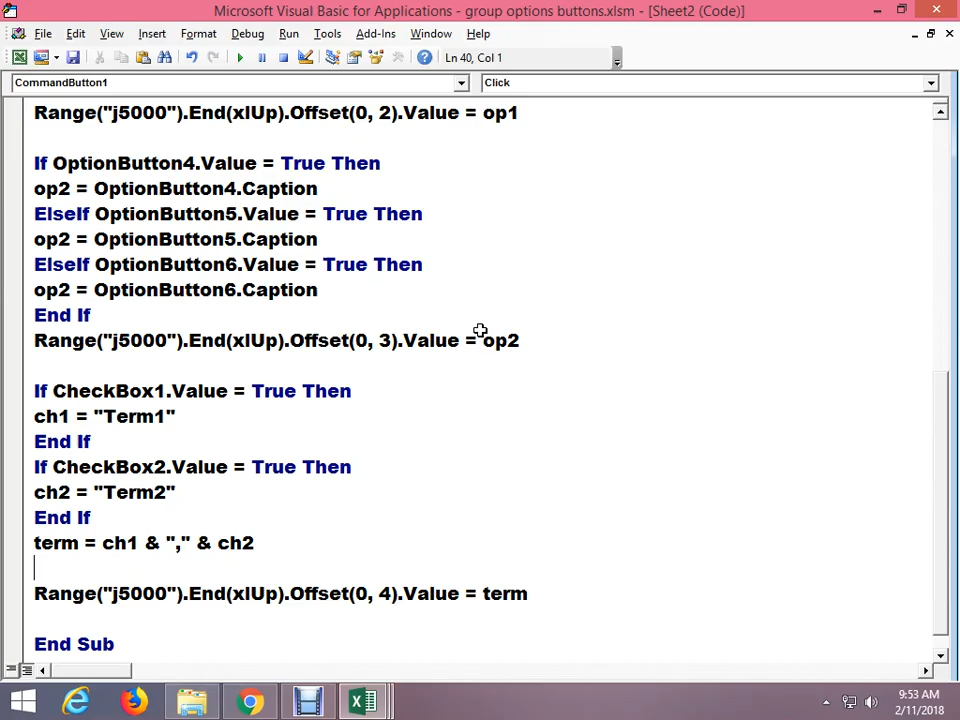 Microsoft Visual Basic for Applications - group options buttons.xlsm - [Sheet2 (Code)]
File Edit View Insert Format Debug Run Tools Add-Ins Window Help
Ln 40, Col 1
CommandButton1 Click
Range("j5000").End(xlUp).Offset(0, 2).Value = op1
If OptionButton4.Value = True Then
op2 = OptionButton4.Caption
ElseIf OptionButton5.Value = True Then
op2 = OptionButton5.Caption
ElseIf OptionButton6.Value = True Then
op2 = OptionButton6.Caption
End If
Range("j5000").End(xlUp).Offset(0, 3).Value = op2
If CheckBox1.Value = True Then
ch1 = "Term1"
End If
If CheckBox2.Value = True Then
ch2 = "Term2"
End If
term = ch1 & "," & ch2
Range("j5000").End(xlUp).Offset(0, 4).Value = term
End Sub
9:53 AM
2/11/2018